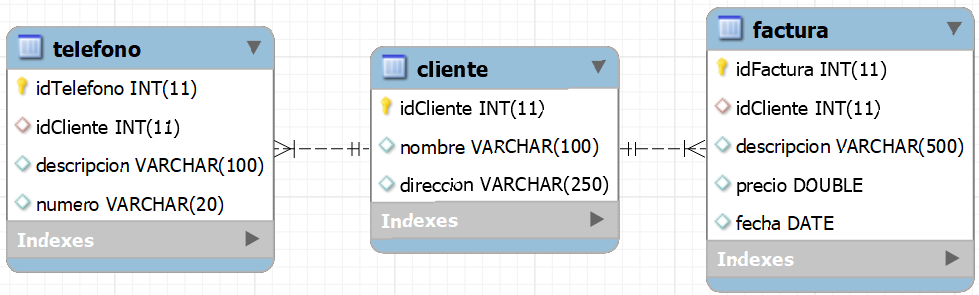 telefono
idTelefono INT(11)
idCliente INT(11)
descripcion VARCHAR(100)
numero VARCHAR(20)
Indexes
cliente
idCliente INT(11)
nombre VARCHAR(100)
direccion VARCHAR(250)
Indexes
factura
idFactura INT(11)
idCliente INT(11)
descripcion VARCHAR(500)
precio DOUBLE
fecha DATE
Indexes